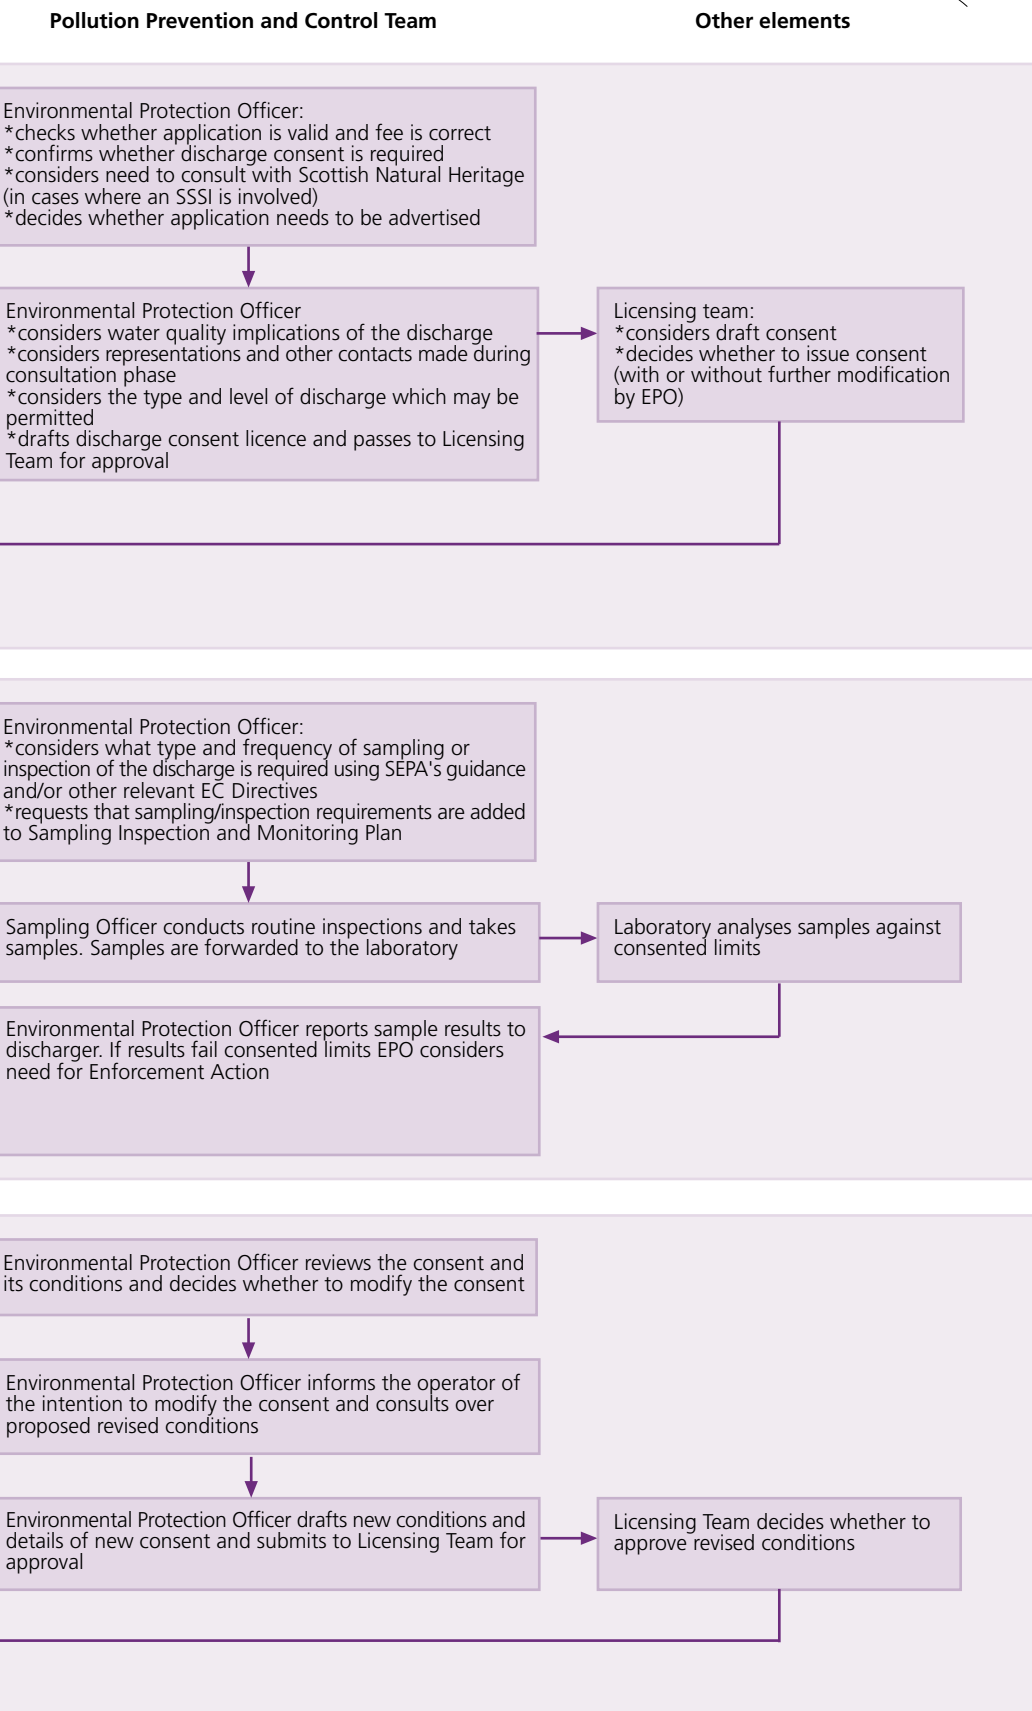 Pollution Prevention and Control Team
Other elements
Environmental Protection Officer:
*checks whether application is valid and fee is correct
*confirms whether discharge consent is required
*considers need to consult with Scottish Natural Heritage
(in cases where an SSSI is involved)
*decides whether application needs to be advertised
Environmental Protection Officer
*considers water quality implications of the discharge
*considers representations and other contacts made during
consultation phase
*considers the type and level of discharge which may be
permitted
*drafts discharge consent licence and passes to Licensing
Team for approval
Licensing team:
*considers draft consent
*decides whether to issue consent
(with or without further modification
by EPO)
Environmental Protection Officer:
*considers what type and frequency of sampling or
inspection of the discharge is required using SEPA's guidance
and/or other relevant EC Directives
*requests that sampling/inspection requirements are added
to Sampling Inspection and Monitoring Plan
Sampling Officer conducts routine inspections and takes
samples. Samples are forwarded to the laboratory
Laboratory analyses samples against
consented limits
Environmental Protection Officer reports sample results to
discharger. If results fail consented limits EPO considers
need for Enforcement Action
Environmental Protection Officer reviews the consent and
its conditions and decides whether to modify the consent
Environmental Protection Officer informs the operator of
the intention to modify the consent and consults over
proposed revised conditions
Environmental Protection Officer drafts new conditions and
details of new consent and submits to Licensing Team for
approval
Licensing Team decides whether to
approve revised conditions